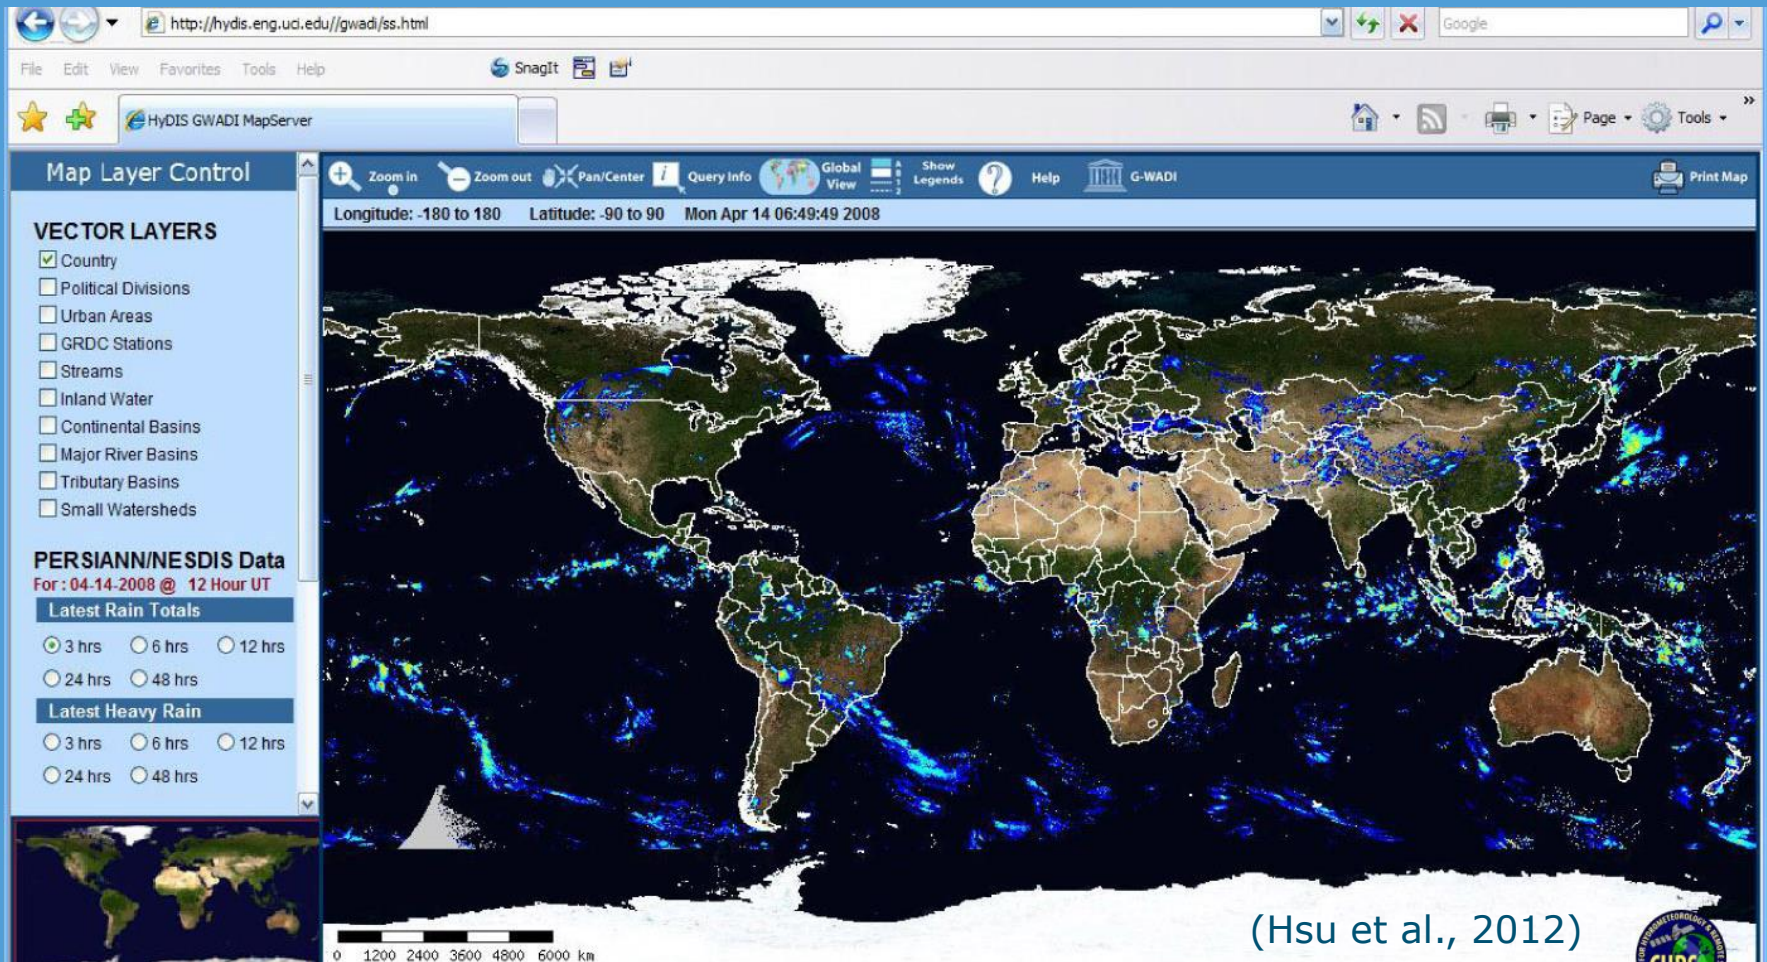 http://hydis.eng.uci.edu//gwadi/ss.html
Google
File Edit View Favorites Tools Help
SnagIt
HyDIS GWADI MapServer
Page Tools
Map Layer Control
Zoom in
Zoom out
Pan/Center
Query Info
Global View
Show Legends
Help
G-WADI
Print Map
Longitude: -180 to 180 Latitude: -90 to 90 Mon Apr 14 06:49:49 2008
VECTOR LAYERS
Country
Political Divisions
Urban Areas
GRDC Stations
Streams
Inland Water
Continental Basins
Major River Basins
Tributary Basins
Small Watersheds
PERSIANN/NESDIS Data
For : 04-14-2008 @ 12 Hour UT
Latest Rain Totals
3 hrs 6 hrs 12 hrs
24 hrs 48 hrs
Latest Heavy Rain
3 hrs 6 hrs 12 hrs
24 hrs 48 hrs
(Hsu et al., 2012)
0 1200 2400 3600 4800 6000 km